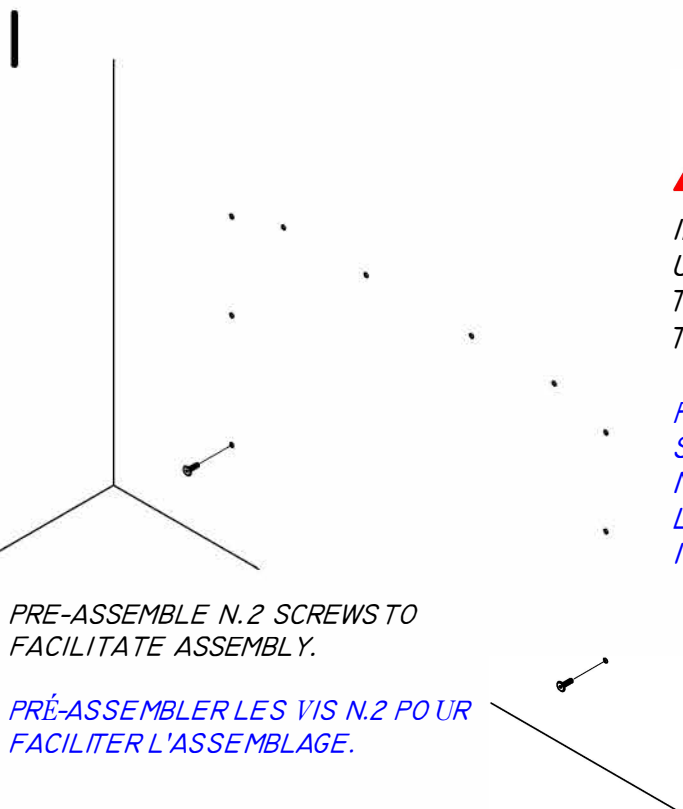 PRE-ASSEMBLE N.2 SCREWS TO
FACILITATE ASSEMBLY.
PRÉ-ASSEMBLER LES VIS N.2 POUR
FACILITER L'ASSEMBLAGE.